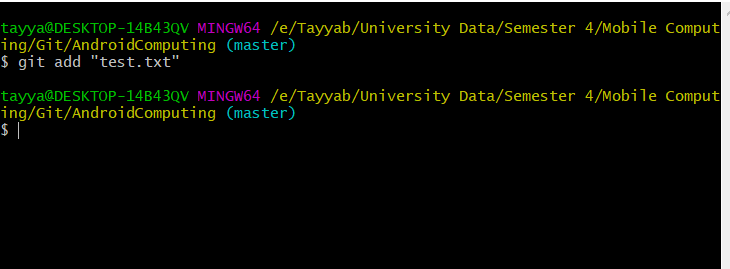 tayya@DESKTOP-14B43QV MINGW64 /e/Tayyab/University Data/Semester 4/Mobile Comput
ing/Git/AndroidComputing (master)
$ git add "test.txt"
tayya@DESKTOP-14B43QV MINGW64 /e/Tayyab/University Data/Semester 4/Mobile Comput
ing/Git/AndroidComputing (master)
$